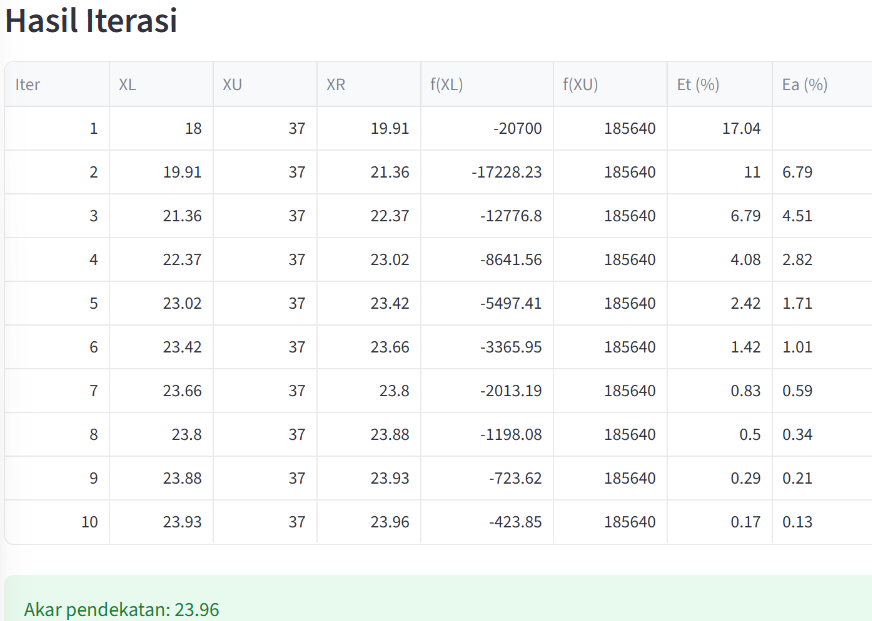 Hasil Iterasi
Iter XL XU XR f(XL) f(XU) Et (%) Ea (%)
1 18 37 19.91 -20700 185640 17.04
2 19.91 37 21.36 -17228.23 185640 11 6.79
3 21.36 37 22.37 -12776.8 185640 6.79 4.51
4 22.37 37 23.02 -8641.56 185640 4.08 2.82
5 23.02 37 23.42 -5497.41 185640 2.42 1.71
6 23.42 37 23.66 -3365.95 185640 1.42 1.01
7 23.66 37 23.8 -2013.19 185640 0.83 0.59
8 23.8 37 23.88 -1198.08 185640 0.5 0.34
9 23.88 37 23.93 -723.62 185640 0.29 0.21
10 23.93 37 23.96 -423.85 185640 0.17 0.13
Akar pendekatan: 23.96